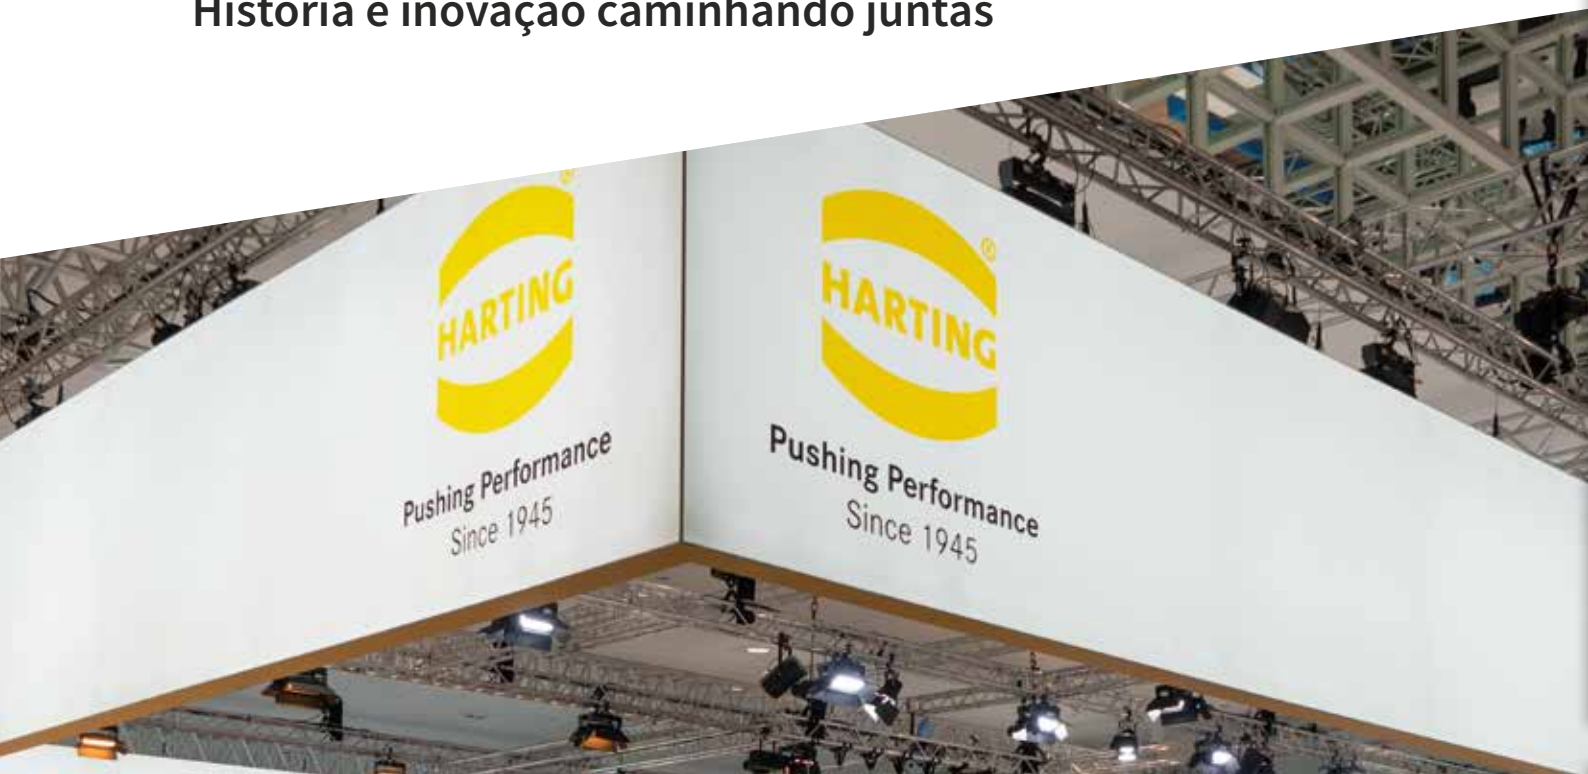 História e inovação caminhando juntas
®
HARTING
Pushing Performance
Since 1945
®
HARTING
Pushing Performance
Since 1945